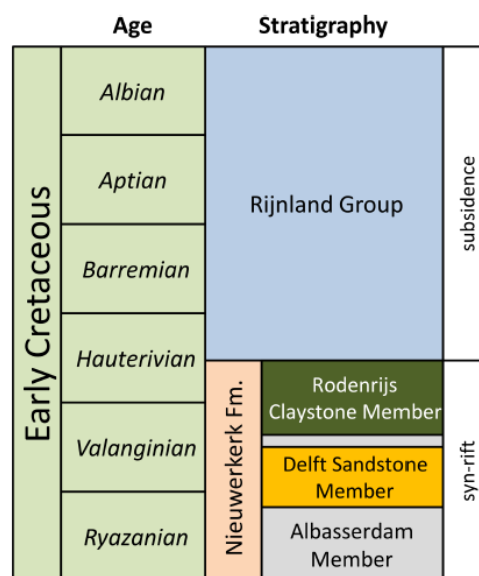 Age Stratigraphy
Early Cretaceous
Albian
Aptian
Barremian
Hauterivian
Valanginian
Ryazanian
Rijnland Group
Nieuwerkerk Fm.
Rodenrijs
Claystone Member
Delft Sandstone
Member
Albasserdam
Member
subsidence
syn-rift